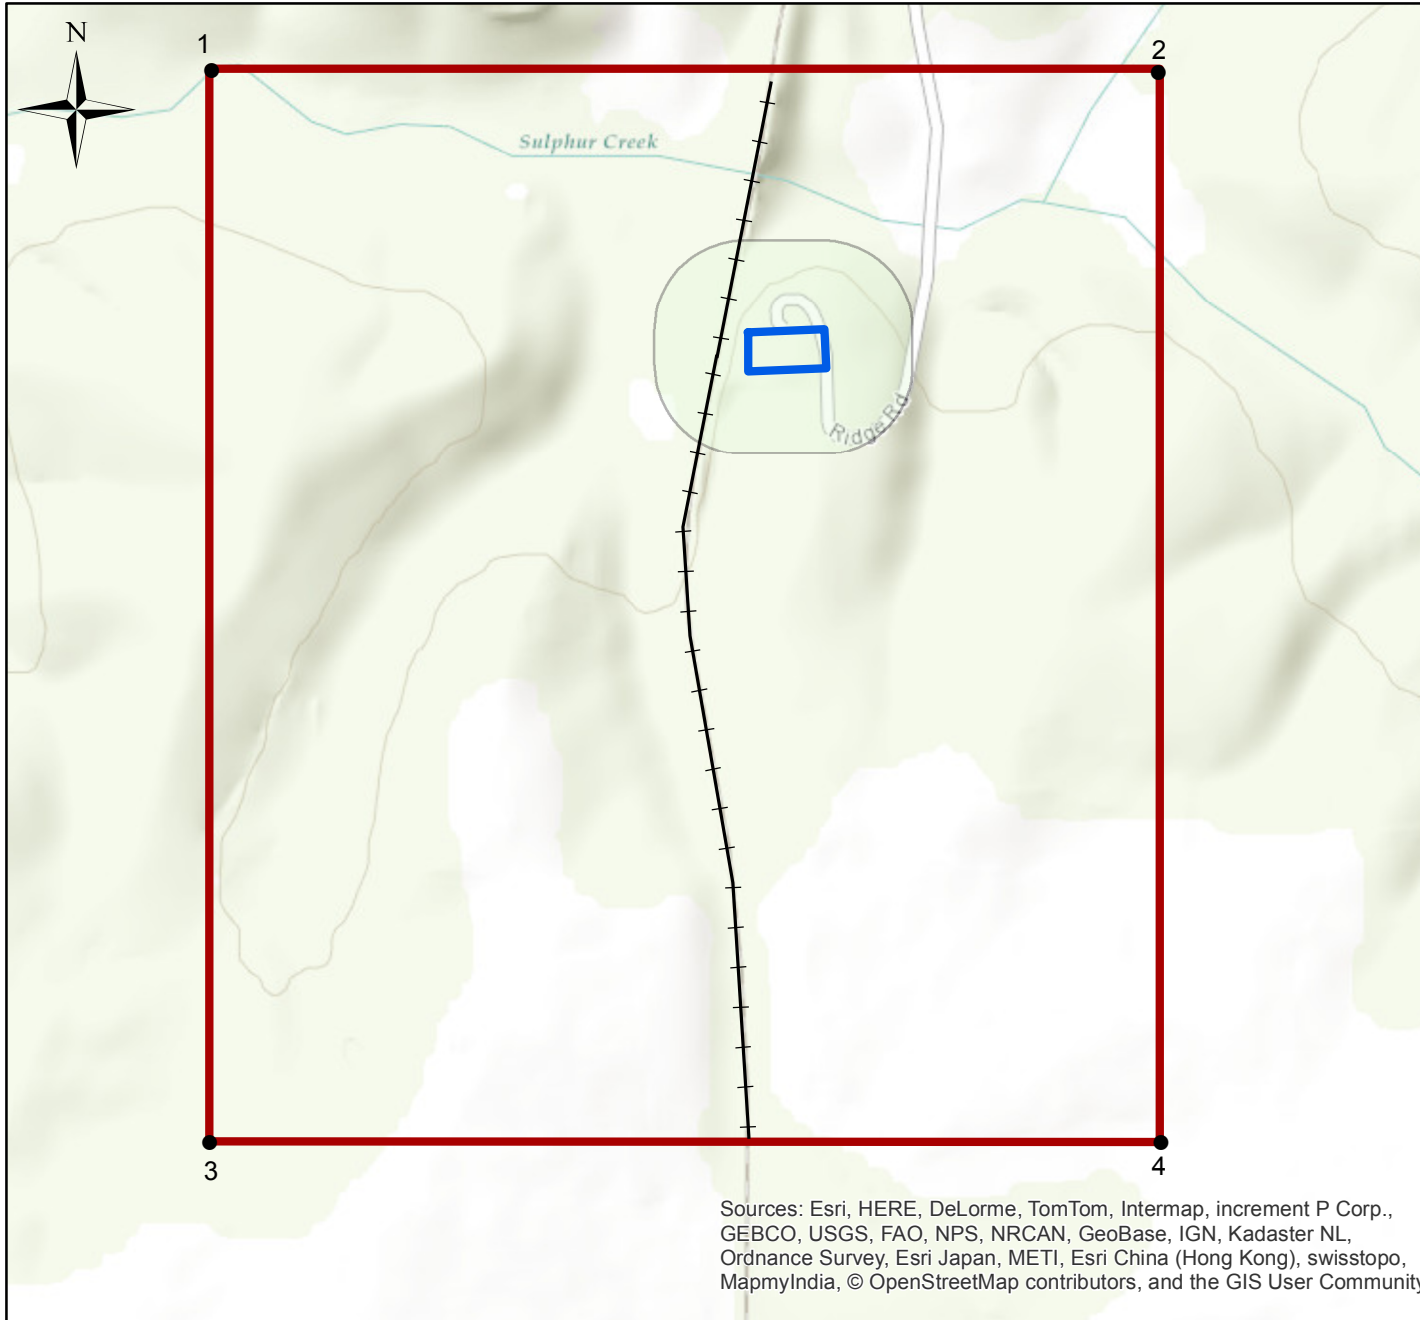 N
1
2
Sulphur Creek
Ridge Rd
3
4
Sources: Esri, HERE, DeLorme, TomTom, Intermap, increment P Corp.,
GEBCO, USGS, FAO, NPS, NRCAN, GeoBase, IGN, Kadaster NL,
Ordnance Survey, Esri Japan, METI, Esri China (Hong Kong), swisstopo,
MapmyIndia, © OpenStreetMap contributors, and the GIS User Community